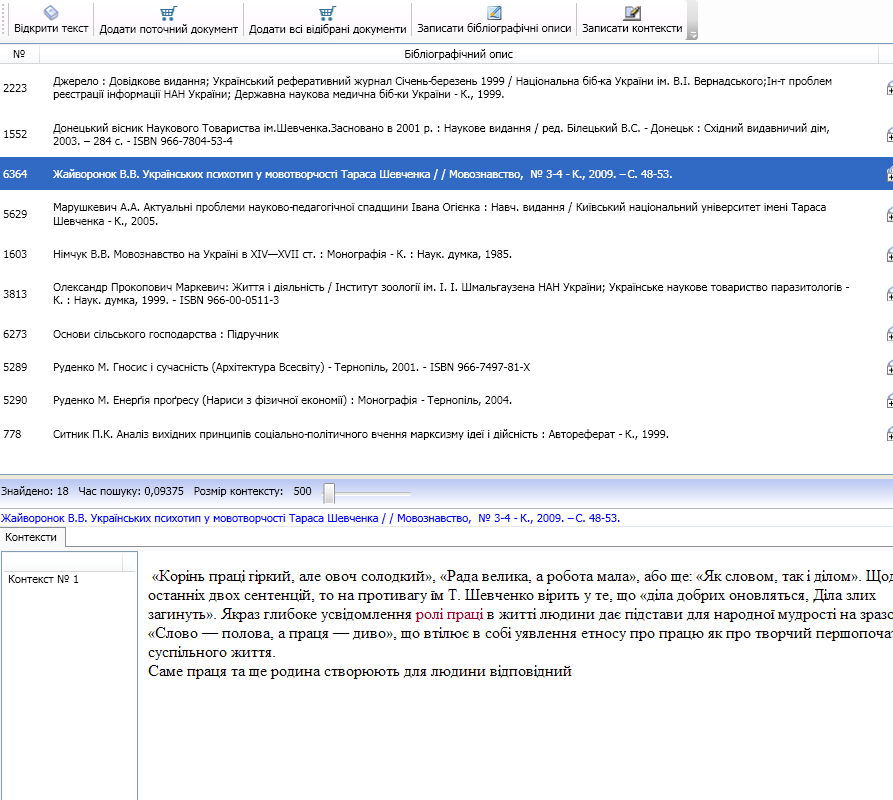 Відкрити текст
Додати поточний документ
Додати всі відібрані документи
Записати бібліографічні описи
Записати контексти
№
Бібліографічний опис
2223
Джерело : Довідкове видання; Український реферативний журнал Січень-березень 1999 / Національна біб-ка України ім. В.І. Вернадського;Ін-т проблем
реєстрації інформації НАН України; Державна наукова медична біб-ки України - К., 1999.
1552
Донецький вісник Наукового Товариства ім.Шевченка.Засновано в 2001 р. : Наукове видання / ред. Білецький В.С. - Донецьк : Східний видавничий дім,
2003. – 284 с. - ISBN 966-7804-53-4
6364
Жайворонок В.В. Українських психотип у мовотворчості Тараса Шевченка / / Мовознавство, № 3-4 - К., 2009. – С. 48-53.
5629
Марушкевич А.А. Актуальні проблеми науково-педагогічної спадщини Івана Огієнка : Навч. видання / Київський національний університет імені Тараса
Шевченка - К., 2005.
1603
Німчук В.В. Мовознавство на Україні в XIV—XVII ст. : Монографія - К. : Наук. думка, 1985.
3813
Олександр Прокопович Маркевич: Життя і діяльність / Інститут зоології ім. І. І. Шмальгаузена НАН України; Українське наукове товариство паразитологів -
К. : Наук. думка, 1999. - ISBN 966-00-0511-3
6273
Основи сільського господарства : Підручник
5289
Руденко М. Гносис і сучасність (Архітектура Всесвіту) - Тернопіль, 2001. - ISBN 966-7497-81-X
5290
Руденко М. Енерґія проґресу (Нариси з фізичної економії) : Монографія - Тернопіль, 2004.
778
Ситник П.К. Аналіз вихідних принципів соціально-політичного вчення марксизму ідеї і дійсність : Автореферат - К., 1999.
Знайдено: 18 Час пошуку: 0,09375 Розмір контексту: 500
Жайворонок В.В. Українських психотип у мовотворчості Тараса Шевченка / / Мовознавство, № 3-4 - К., 2009. – С. 48-53.
Контексти
Контекст № 1
«Корінь праці гіркий, але овоч солодкий», «Рада велика, а робота мала», або ще: «Як словом, так і ділом». Щод
останніх двох сентенцій, то на противагу їм Т. Шевченко вірить у те, що «діла добрих оновляться, Діла злих
загинуть». Якраз глибоке усвідомлення ролі праці в житті людини дає підстави для народної мудрості на зразо
«Слово — полова, а праця — диво», що втілює в собі уявлення етносу про працю як про творчий першопоча
суспільного життя.
Саме праця та ще родина створюють для людини відповідний